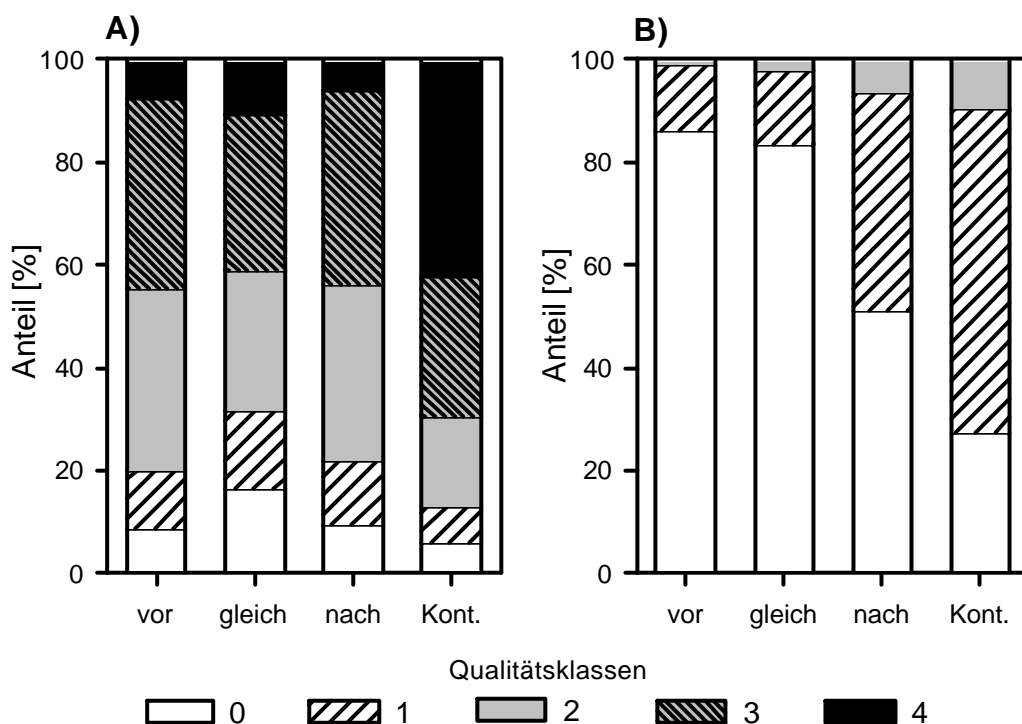 A)
100
80
60
40
20
0
Anteil [%]
vor gleich nach Kont.
B)
100
80
60
40
20
0
Anteil [%]
vor gleich nach Kont.
Qualitätsklassen
0 1 2 3 4